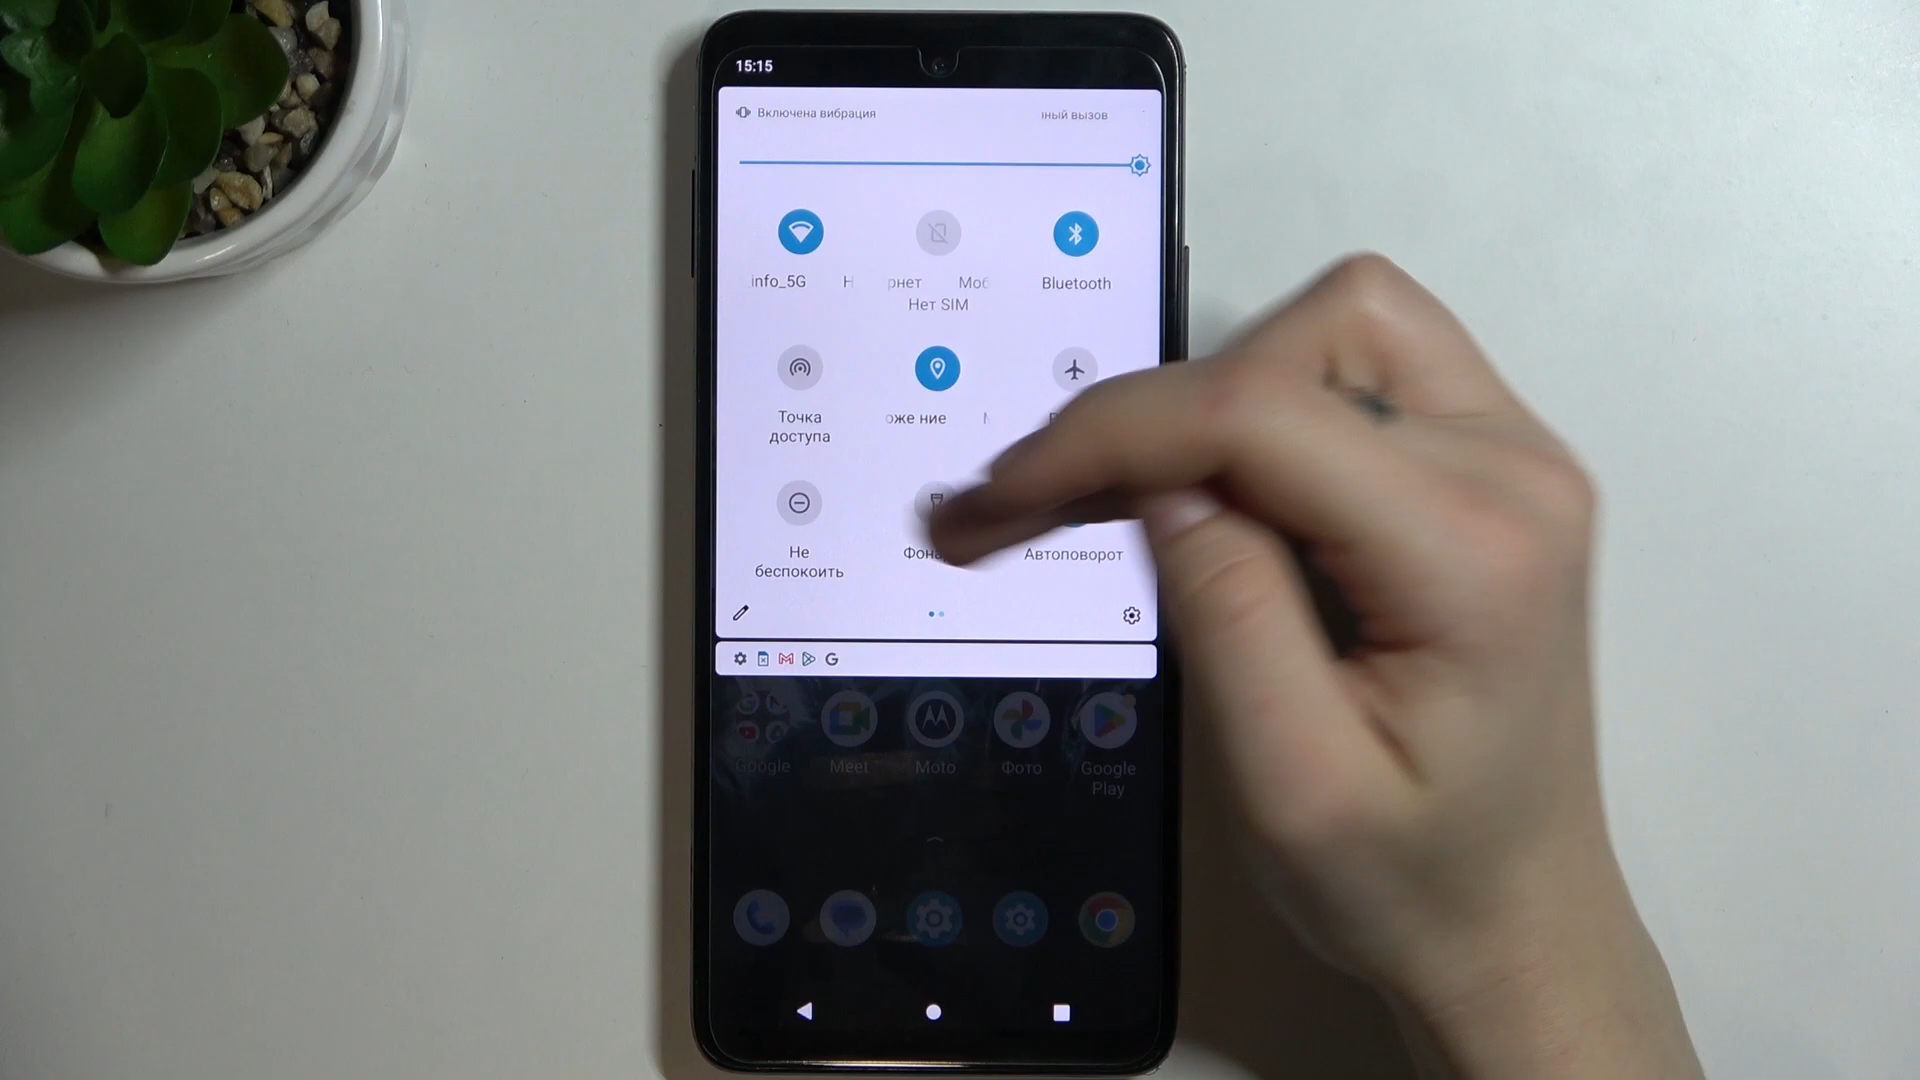 15:15
Включена вибрация
ный вызов
info_5G
рнет
Bluetooth
Нет SIM
Точка
доступа
оже ние
Не
беспокоить
Фона
Автоповорот
Google
Meet
Moto
Фото
Google
Play